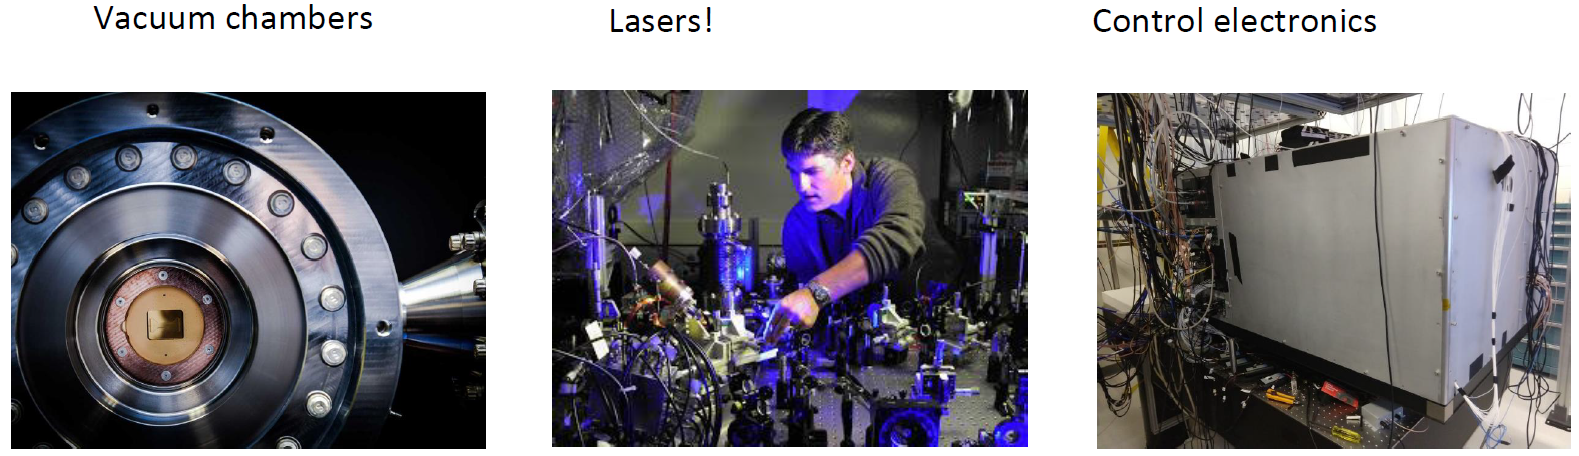 Vacuum chambers
Lasers!
Control electronics